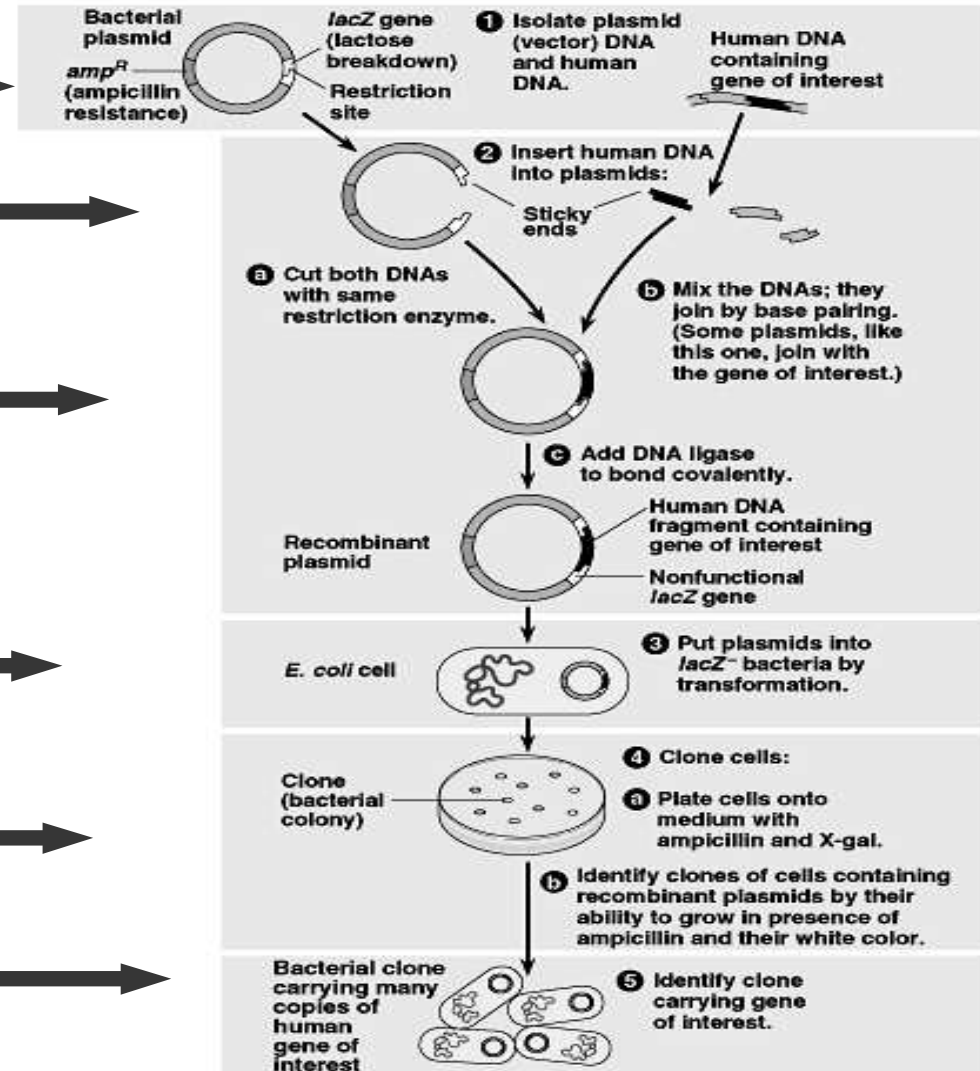 Bacterial
plasmid
lacZ gene
(lactose
breakdown)
ampR
(ampicillin
resistance)
Restriction
site
1 Isolate plasmid
(vector) DNA
and human
DNA.
Human DNA
containing
gene of interest
2 Insert human DNA
into plasmids:
Sticky
ends
a Cut both DNAs
with same
restriction enzyme.
b Mix the DNAs; they
join by base pairing.
(Some plasmids, like
this one, join with
the gene of interest.)
c Add DNA ligase
to bond covalently.
Recombinant
plasmid
Human DNA
fragment containing
gene of interest
Nonfunctional
lacZ gene
E. coli cell
3 Put plasmids into
lacZ– bacteria by
transformation.
Clone
(bacterial
colony)
4 Clone cells:
a Plate cells onto
medium with
ampicillin and X-gal.
b Identify clones of cells containing
recombinant plasmids by their
ability to grow in presence of
ampicillin and their white color.
Bacterial clone
carrying many
copies of
human
gene of
interest
5 Identify clone
carrying gene
of interest.